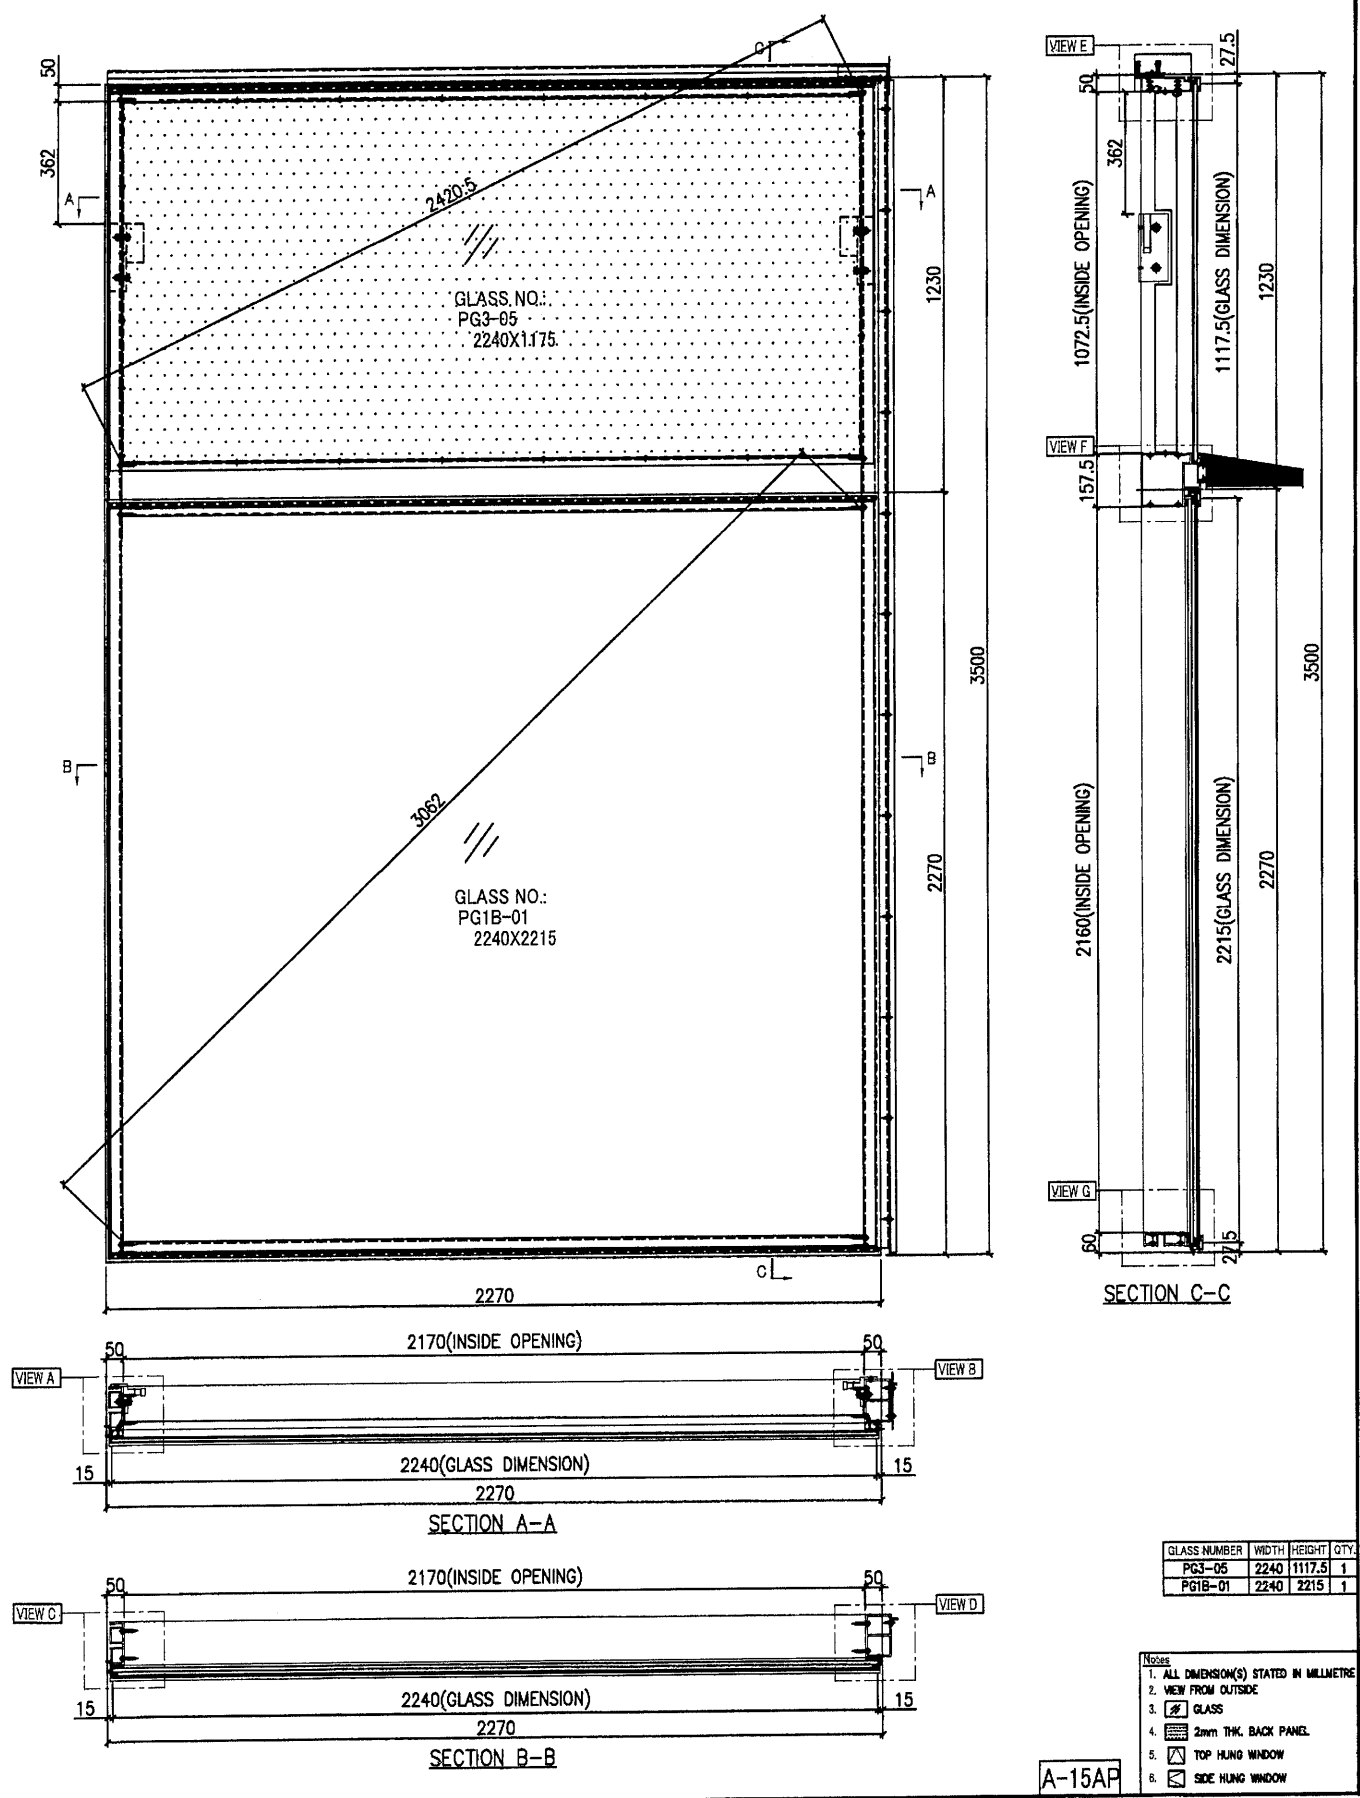 C
50
362
A
A
2420.5
GLASS NO.:
PG3-05
2240X1175
1230
3500
B
B
3062
GLASS NO.:
PG1B-01
2240X2215
2270
C
2270
VIEW E
27.5
50
362
1072.5(INSIDE OPENING)
1117.5(GLASS DIMENSION)
1230
VIEW F
157.5
3500
2160(INSIDE OPENING)
2215(GLASS DIMENSION)
2270
VIEW G
60
27.5
SECTION C-C
50
2170(INSIDE OPENING)
50
VIEW A
VIEW B
15
2240(GLASS DIMENSION)
15
2270
SECTION A-A
50
2170(INSIDE OPENING)
50
VIEW C
VIEW D
15
2240(GLASS DIMENSION)
15
2270
SECTION B-B
GLASS NUMBER WIDTH HEIGHT QTY.
PG3-05 2240 1117.5 1
PG1B-01 2240 2215 1
Notes
1. ALL DIMENSION(S) STATED IN MILLMETRE
2. VIEW FROM OUTSIDE
3. GLASS
4. 2mm THK. BACK PANEL
5. TOP HUNG WINDOW
6. SIDE HUNG WINDOW
A-15AP